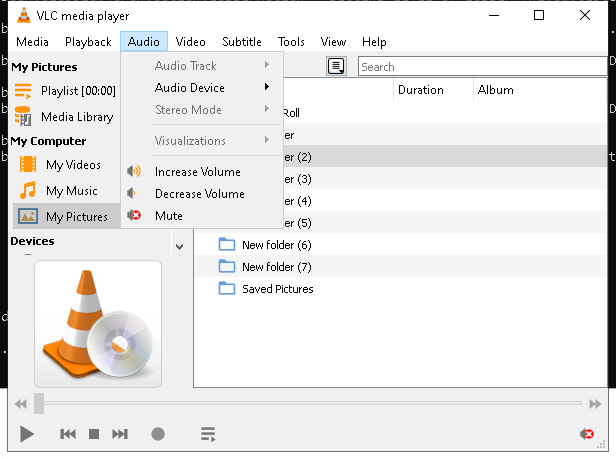 VLC media player
Media Playback Audio Video Subtitle Tools View Help
My Pictures
Playlist [00:00]
Media Library
My Computer
My Videos
My Music
My Pictures
Devices
Audio Track
Audio Device
Stereo Mode
Visualizations
Increase Volume
Decrease Volume
Mute
Search
Duration Album
Roll
er
er (2)
er (3)
er (4)
er (5)
New folder (6)
New folder (7)
Saved Pictures